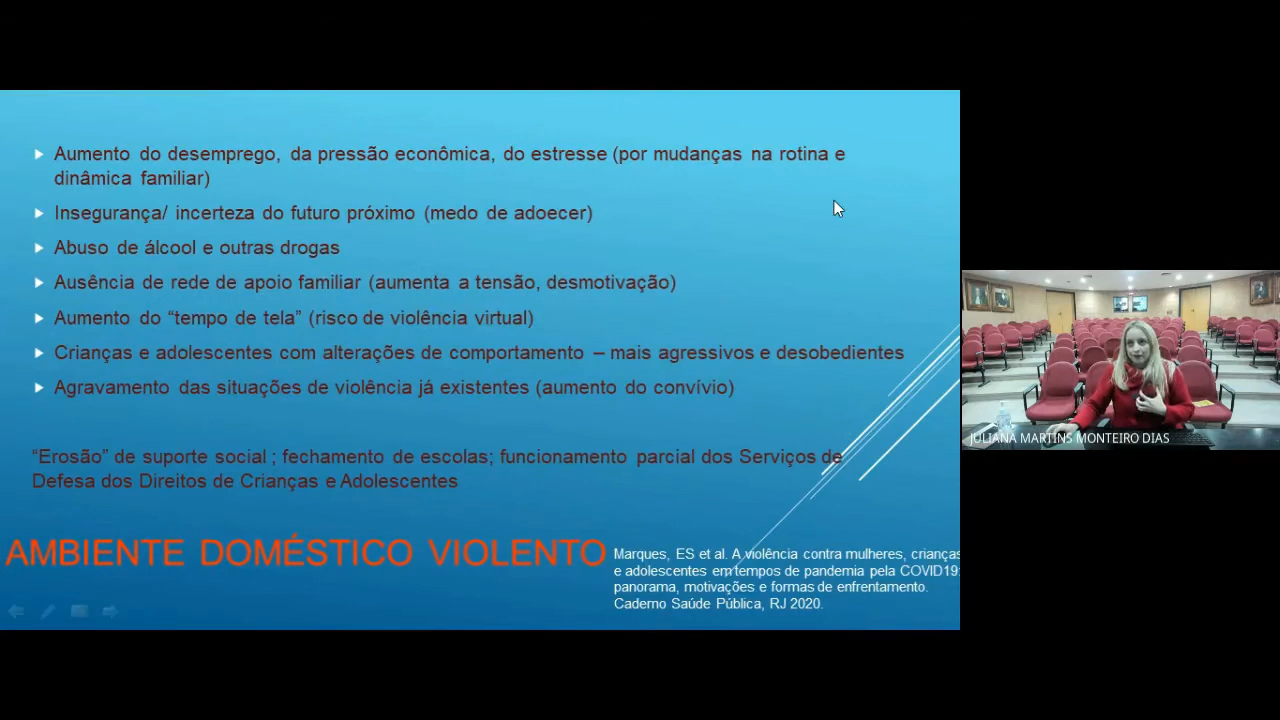 Aumento do desemprego, da pressão econômica, do estresse (por mudanças na rotina e
dinâmica familiar)
Insegurança/ incerteza do futuro próximo (medo de adoecer)
Abuso de álcool e outras drogas
Ausência de rede de apoio familiar (aumenta a tensão, desmotivação)
Aumento do “tempo de tela” (risco de violência virtual)
Crianças e adolescentes com alterações de comportamento – mais agressivos e desobedientes
Agravamento das situações de violência já existentes (aumento do convívio)
“Erosão” de suporte social ; fechamento de escolas; funcionamento parcial dos Serviços de
Defesa dos Direitos de Crianças e Adolescentes
AMBIENTE DOMÉSTICO VIOLENTO
Marques, ES et al. A violência contra mulheres, crianças
e adolescentes em tempos de pandemia pela COVID19:
panorama, motivações e formas de enfrentamento.
Caderno Saúde Pública, RJ 2020.
JULIANA MARTINS MONTEIRO DIAS